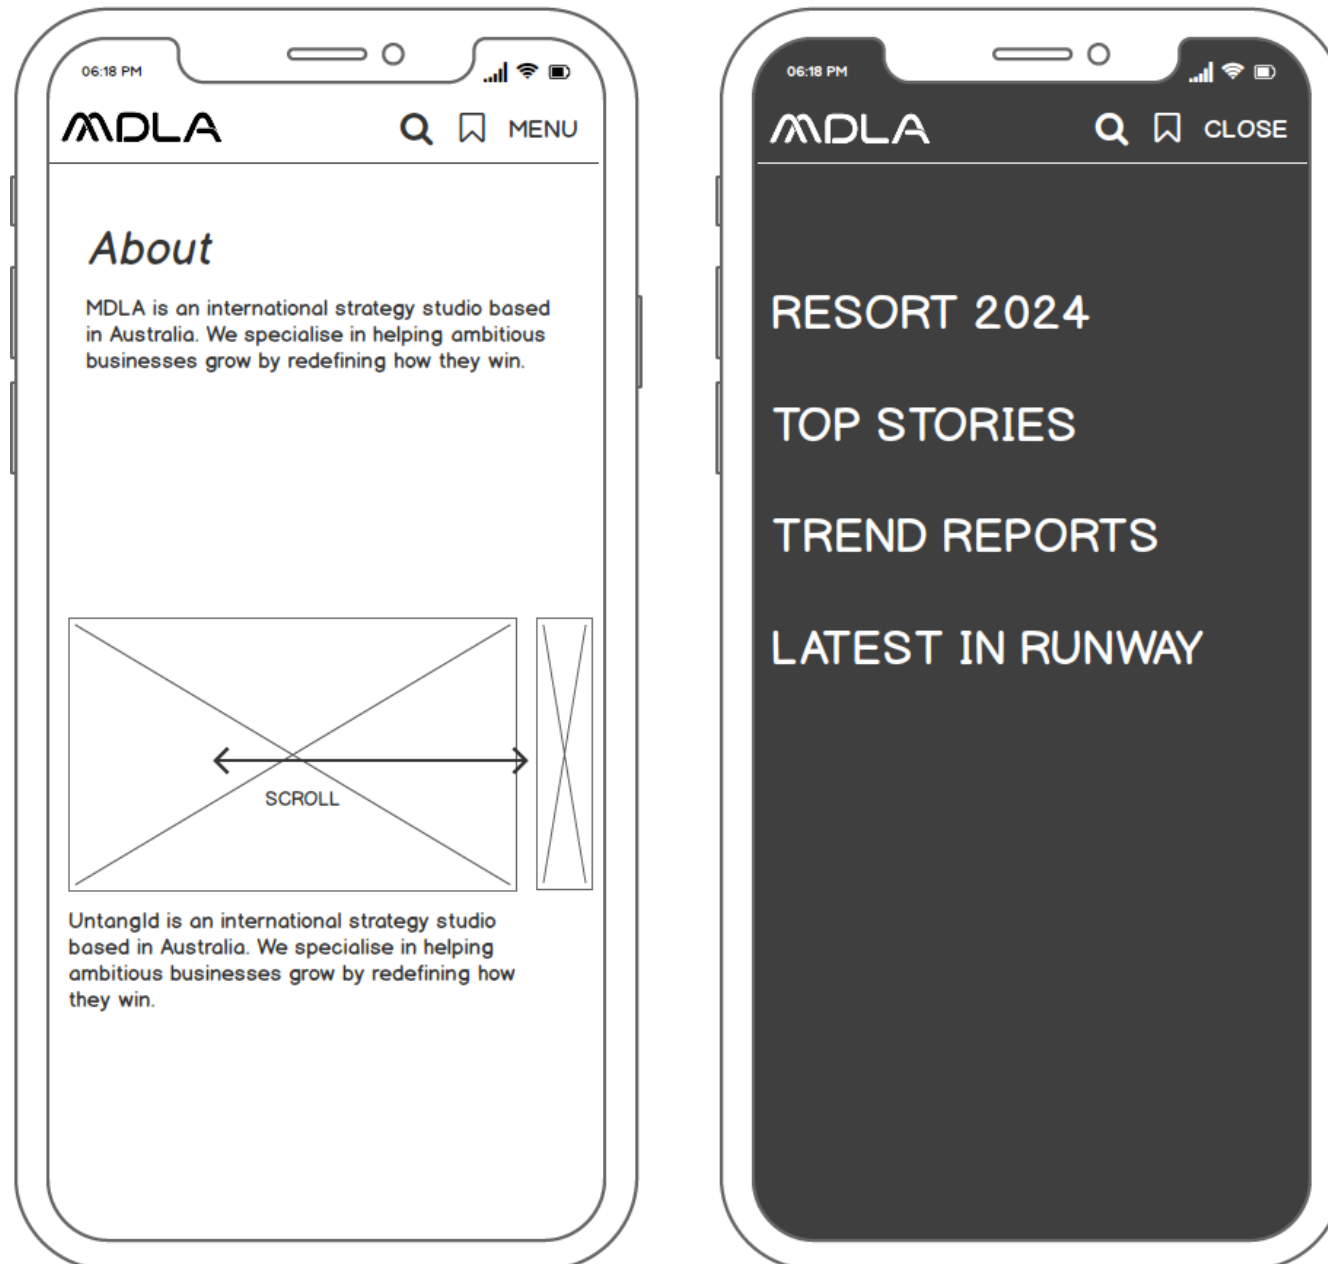 06:18 PM
MDLA
MENU
About
MDLA is an international strategy studio based
in Australia. We specialise in helping ambitious
businesses grow by redefining how they win.
SCROLL
Untangld is an international strategy studio
based in Australia. We specialise in helping
ambitious businesses grow by redefining how
they win.
06:18 PM
MDLA
CLOSE
RESORT 2024
TOP STORIES
TREND REPORTS
LATEST IN RUNWAY